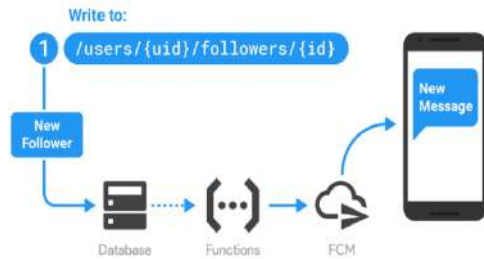 Write to:
1 /users/{uid}/followers/{id}
New
Follower
New
Message
Database
Functions
FCM